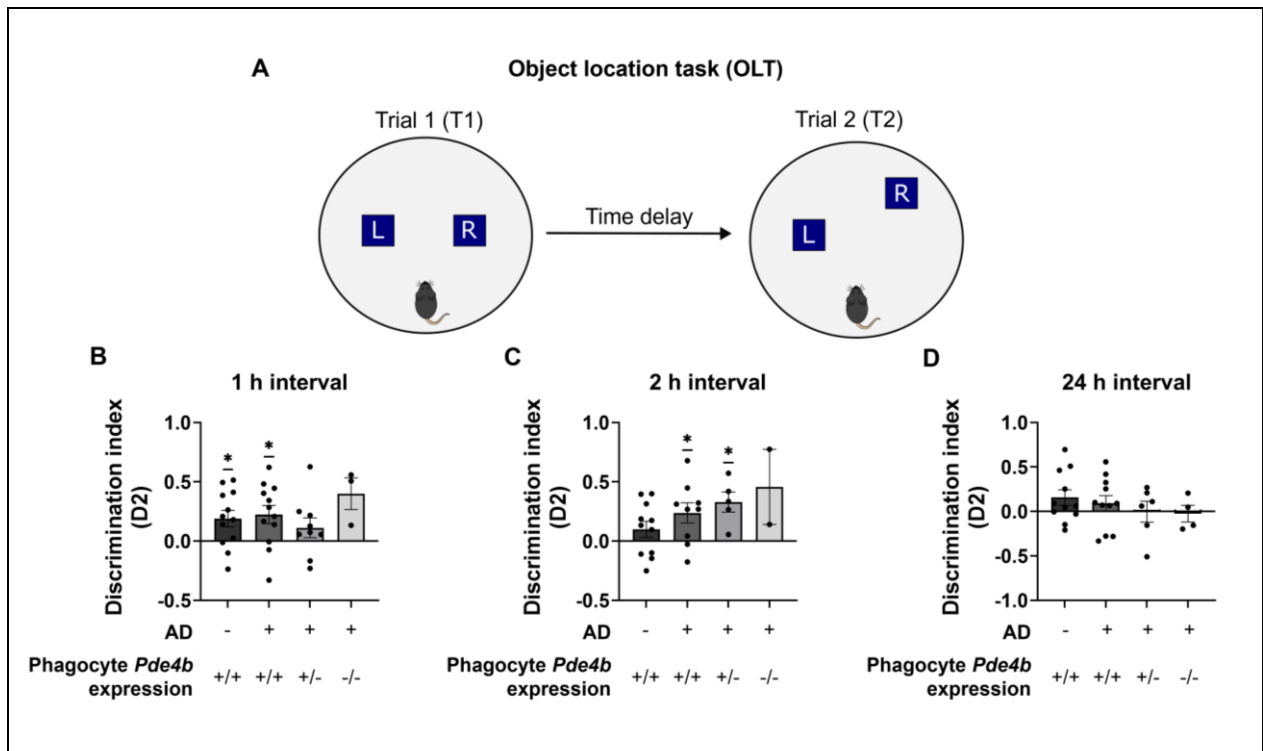 A
Object location task (OLT)
Trial 1 (T1)
Trial 2 (T2)
L
R
Time delay
L
R
B
1 h interval
Discrimination index
(D2)
1.0
0.5
0.0
-0.5
*
*
AD
-
+
+
+
Phagocyte Pde4b
expression
+/+
+/+
+/-
-/-
C
2 h interval
Discrimination index
(D2)
1.0
0.5
0.0
-0.5
*
*
AD
-
+
+
+
Phagocyte Pde4b
expression
+/+
+/+
+/-
-/-
D
24 h interval
Discrimination index
(D2)
1.0
0.5
0.0
-0.5
-1.0
AD
-
+
+
+
Phagocyte Pde4b
expression
+/+
+/+
+/-
-/-